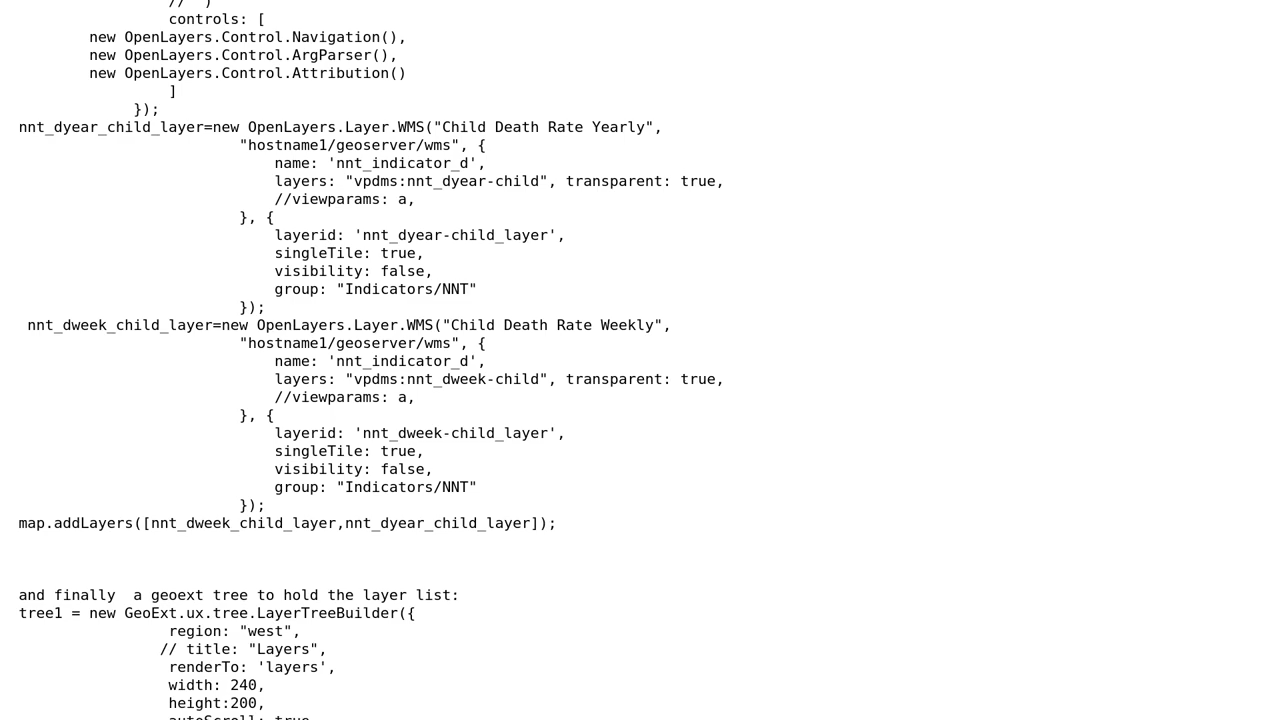 // ")
controls: [
new OpenLayers.Control.Navigation(),
new OpenLayers.Control.ArgParser(),
new OpenLayers.Control.Attribution()
]
});
nnt_dyear_child_layer=new OpenLayers.Layer.WMS("Child Death Rate Yearly",
"hostname1/geoserver/wms", {
name: 'nnt_indicator_d',
layers: "vpdms:nnt_dyear-child", transparent: true,
//viewparams: a,
}, {
layerid: 'nnt_dyear-child_layer',
singleTile: true,
visibility: false,
group: "Indicators/NNT"
});
nnt_dweek_child_layer=new OpenLayers.Layer.WMS("Child Death Rate Weekly",
"hostname1/geoserver/wms", {
name: 'nnt_indicator_d',
layers: "vpdms:nnt_dweek-child", transparent: true,
//viewparams: a,
}, {
layerid: 'nnt_dweek-child_layer',
singleTile: true,
visibility: false,
group: "Indicators/NNT"
});
map.addLayers([nnt_dweek_child_layer,nnt_dyear_child_layer]);
and finally  a geoext tree to hold the layer list:
tree1 = new GeoExt.ux.tree.LayerTreeBuilder({
region: "west",
// title: "Layers",
renderTo: 'layers',
width: 240,
height:200,
autoScroll: true